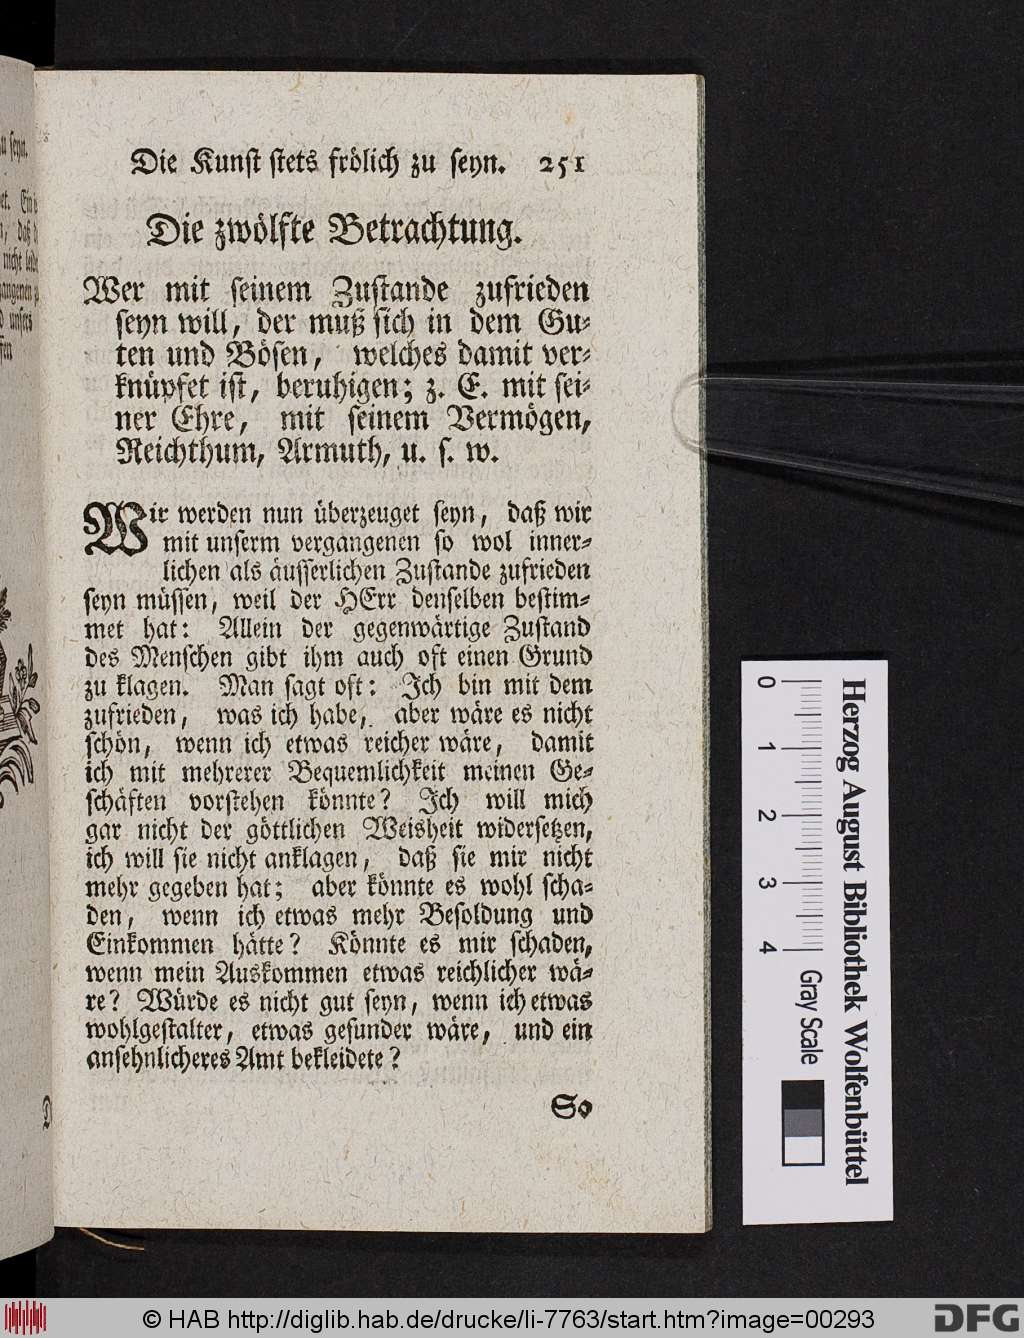 Die Kunst stets frölich zu seyn. 251
Die zwölfte Betrachtung.
Wer mit seinem Zustande zufrieden
seyn will, der muß sich in dem Gu-
ten und Bösen, welches damit ver-
knüpfet ist, beruhigen; z. E. mit sei-
ner Ehre, mit seinem Vermögen,
Reichthum, Armuth, u. s. w.
Wir werden nun überzeuget seyn, daß wir
mit unserm vergangenen so wol inner-
lichen als äusserlichen Zustande zufrieden
seyn müssen, weil der HErr denselben bestim-
met hat: Allein der gegenwärtige Zustand
des Menschen gibt ihm auch oft einen Grund
zu klagen. Man sagt oft: Ich bin mit dem
zufrieden, was ich habe, aber wäre es nicht
schön, wenn ich etwas reicher wäre, damit
ich mit mehrerer Bequemlichkeit meinen Ge-
schäften vorstehen könnte? Ich will mich
gar nicht der göttlichen Weisheit widersetzen,
ich will sie nicht anklagen, daß sie mir nicht
mehr gegeben hat; aber könnte es wohl scha-
den, wenn ich etwas mehr Besoldung und
Einkommen hätte? Könnte es mir schaden,
wenn mein Auskommen etwas reichlicher wä-
re? Würde es nicht gut seyn, wenn ich etwas
wohlgestalter, etwas gesunder wäre, und ein
ansehnlicheres Amt bekleidete?
So
Herzog August Bibliothek Wolfenbüttel
0 1 2 3 4 Gray Scale
© HAB http://diglib.hab.de/drucke/li-7763/start.htm?image=00293
DFG